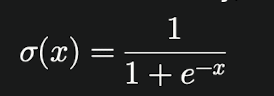 σ(x) = 1 / (1 + e^{-x})